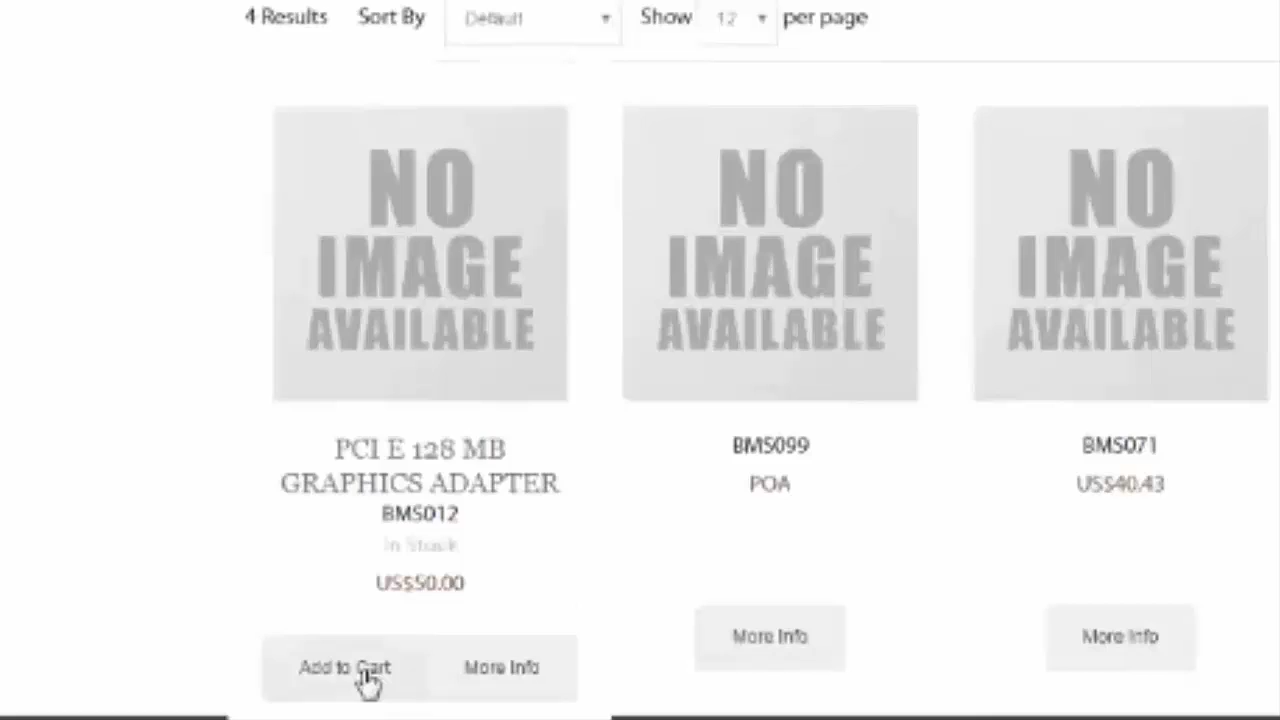 4 Results Sort By Default Show 12 per page
NO IMAGE AVAILABLE
NO IMAGE AVAILABLE
NO IMAGE AVAILABLE
PCI E 128 MB
GRAPHICS ADAPTER
BMS012
In Stock
US$50.00
Add to Cart More Info
BMS099
POA
More Info
BMS071
US$40.43
More Info